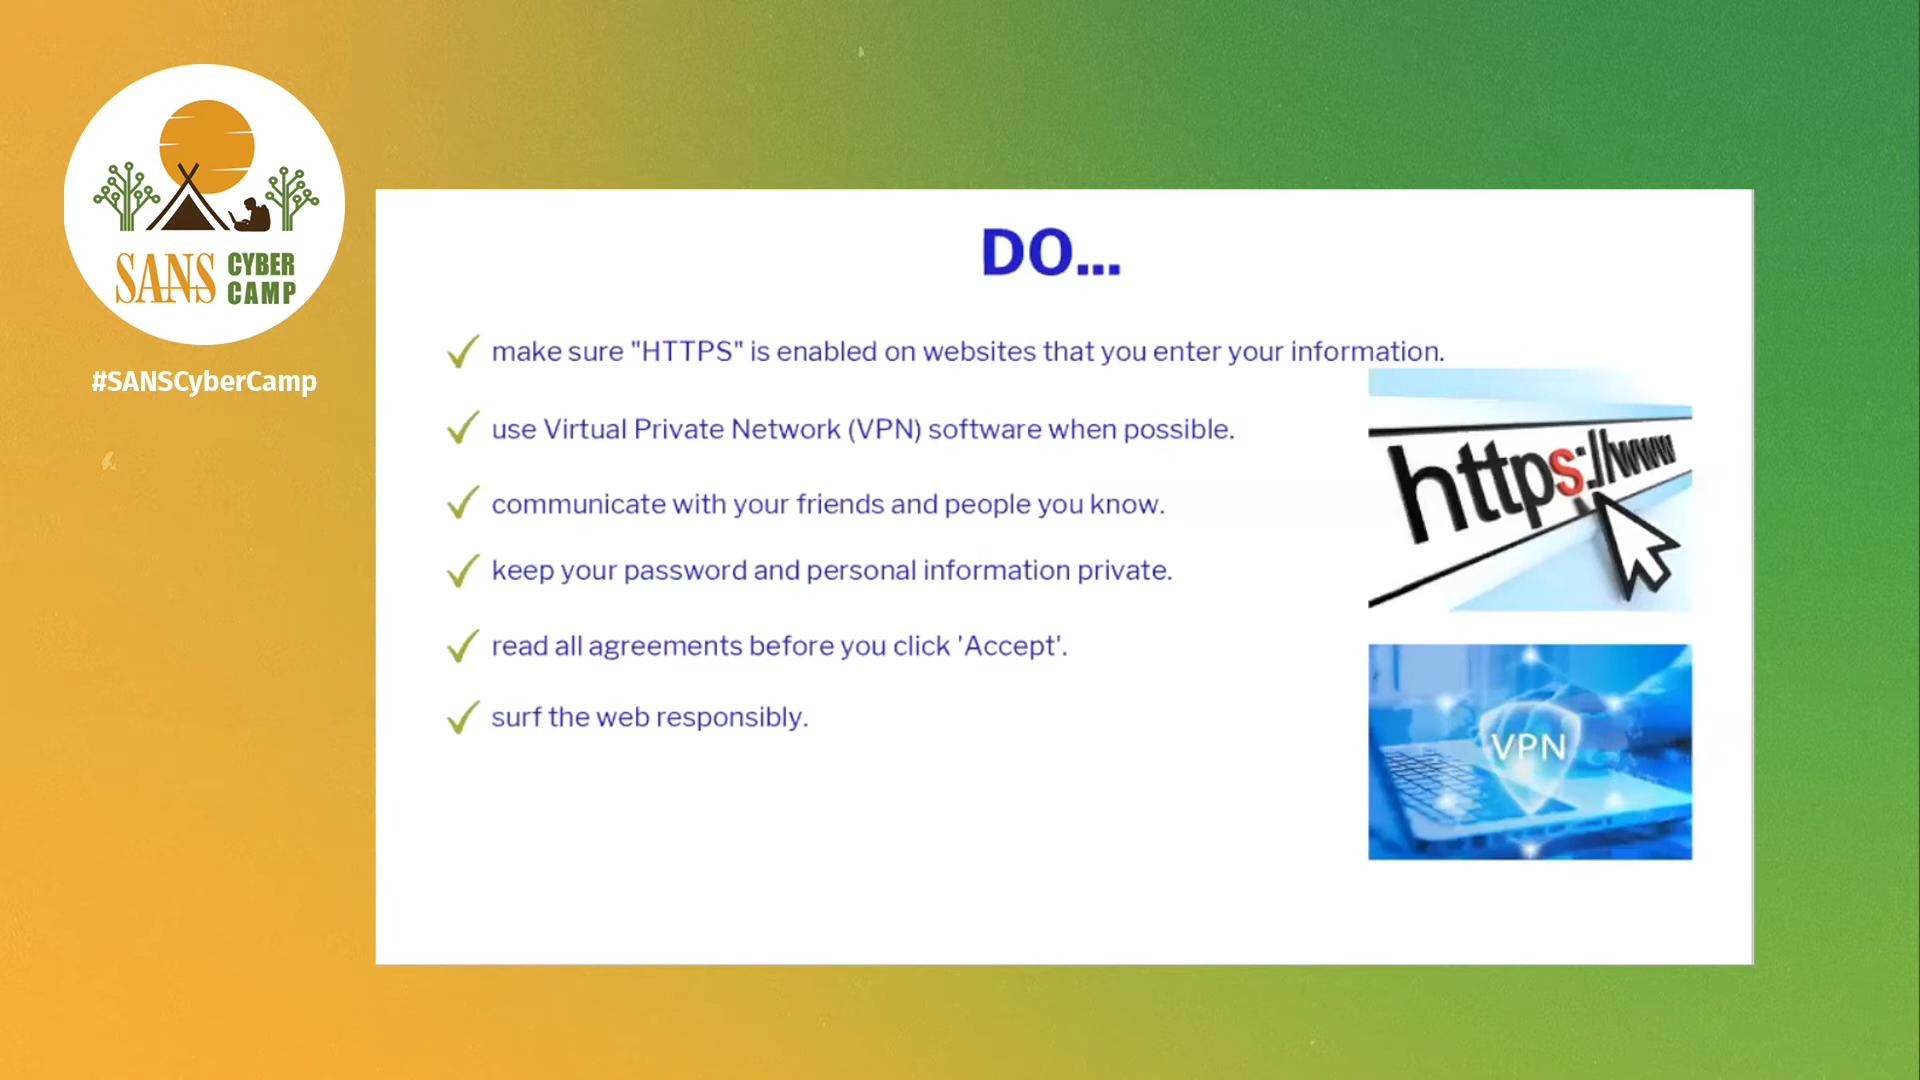 SANS CYBER CAMP
#SANSCyberCamp
DO...
make sure "HTTPS" is enabled on websites that you enter your information.
use Virtual Private Network (VPN) software when possible.
communicate with your friends and people you know.
keep your password and personal information private.
read all agreements before you click 'Accept'.
surf the web responsibly.
https://www
VPN